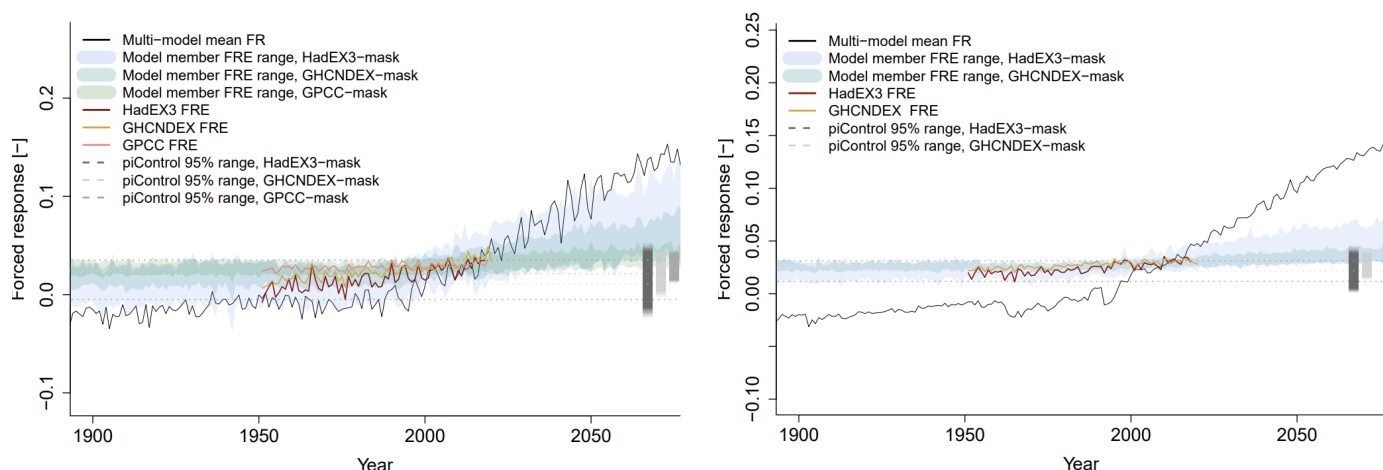 Multi−model mean FR
Model member FRE range, HadEX3−mask
Model member FRE range, GHCNDEX−mask
Model member FRE range, GPCC−mask
HadEX3 FRE
GHCNDEX FRE
GPCC FRE
piControl 95% range, HadEX3−mask
piControl 95% range, GHCNDEX−mask
piControl 95% range, GPCC−mask
Forced response [−]
0.2
0.1
0.0
−0.1
1900 1950 2000 2050
Year
Multi−model mean FR
Model member FRE range, HadEX3−mask
Model member FRE range, GHCNDEX−mask
HadEX3 FRE
GHCNDEX FRE
piControl 95% range, HadEX3−mask
piControl 95% range, GHCNDEX−mask
Forced response [−]
0.25
0.20
0.15
0.10
0.05
0.00
−0.10
1900 1950 2000 2050
Year